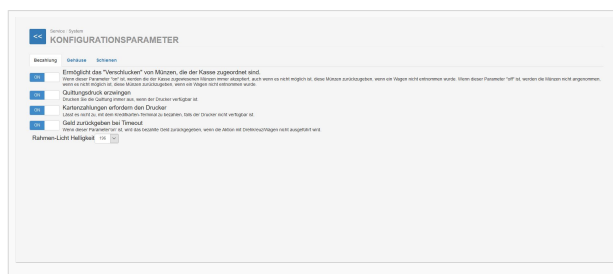 <<
Service / System
KONFIGURATIONSPARAMETER
Bezahlung Gehäuse Schienen
ON
Ermöglicht das "Verschlucken" von Münzen, die der Kasse zugeordnet sind.
Wenn dieser Parameter "on" ist, werden die der Kasse zugewiesenen Münzen immer akzeptiert, auch wenn es nicht möglich ist, diese Münzen zurückzugeben, wenn ein Wagen nicht entnommen wurde. Wenn dieser Parameter "off" ist, werden die Münzen nicht angenommen,
wenn es nicht möglich ist, diese Münzen zurückzugeben, wenn ein Wagen nicht entnommen wurde.
ON
Quittungsdruck erzwingen
Drucken Sie die Quittung immer aus, wenn der Drucker verfügbar ist
ON
Kartenzahlungen erfordern den Drucker
Lässt es nicht zu, mit dem Kreditkarten-Terminal zu bezahlen, falls der Drucker nicht verfügbar ist.
ON
Geld zurückgeben bei Timeout
Wenn dieser Parameter"on" ist, wird das bezahlte Geld zurückgegeben, wenn die Aktion mit Drehkreuz/Wagen nicht ausgeführt wird.
Rahmen-Licht Helligkeit